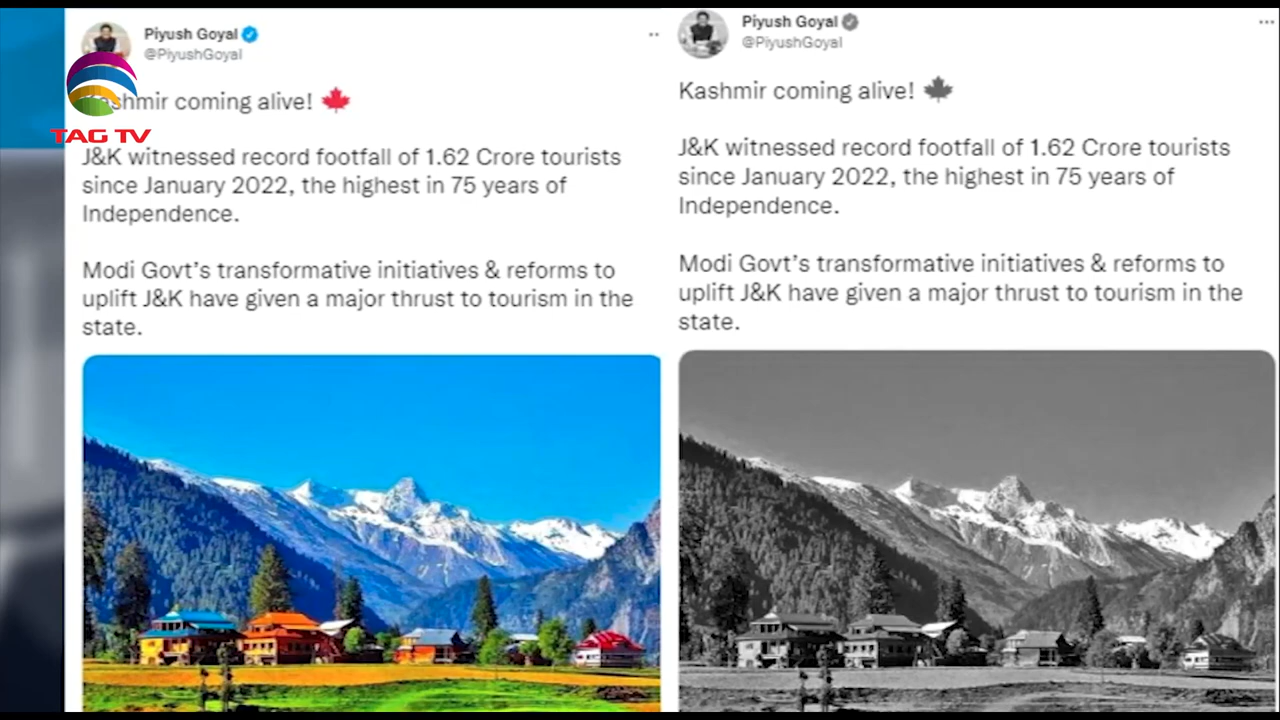 Piyush Goyal
@PiyushGoyal
TAG TV
shmir coming alive!
J&K witnessed record footfall of 1.62 Crore tourists
since January 2022, the highest in 75 years of
Independence.
Modi Govt's transformative initiatives & reforms to
uplift J&K have given a major thrust to tourism in the
state.
Piyush Goyal
@PiyushGoyal
Kashmir coming alive!
J&K witnessed record footfall of 1.62 Crore tourists
since January 2022, the highest in 75 years of
Independence.
Modi Govt's transformative initiatives & reforms to
uplift J&K have given a major thrust to tourism in the
state.